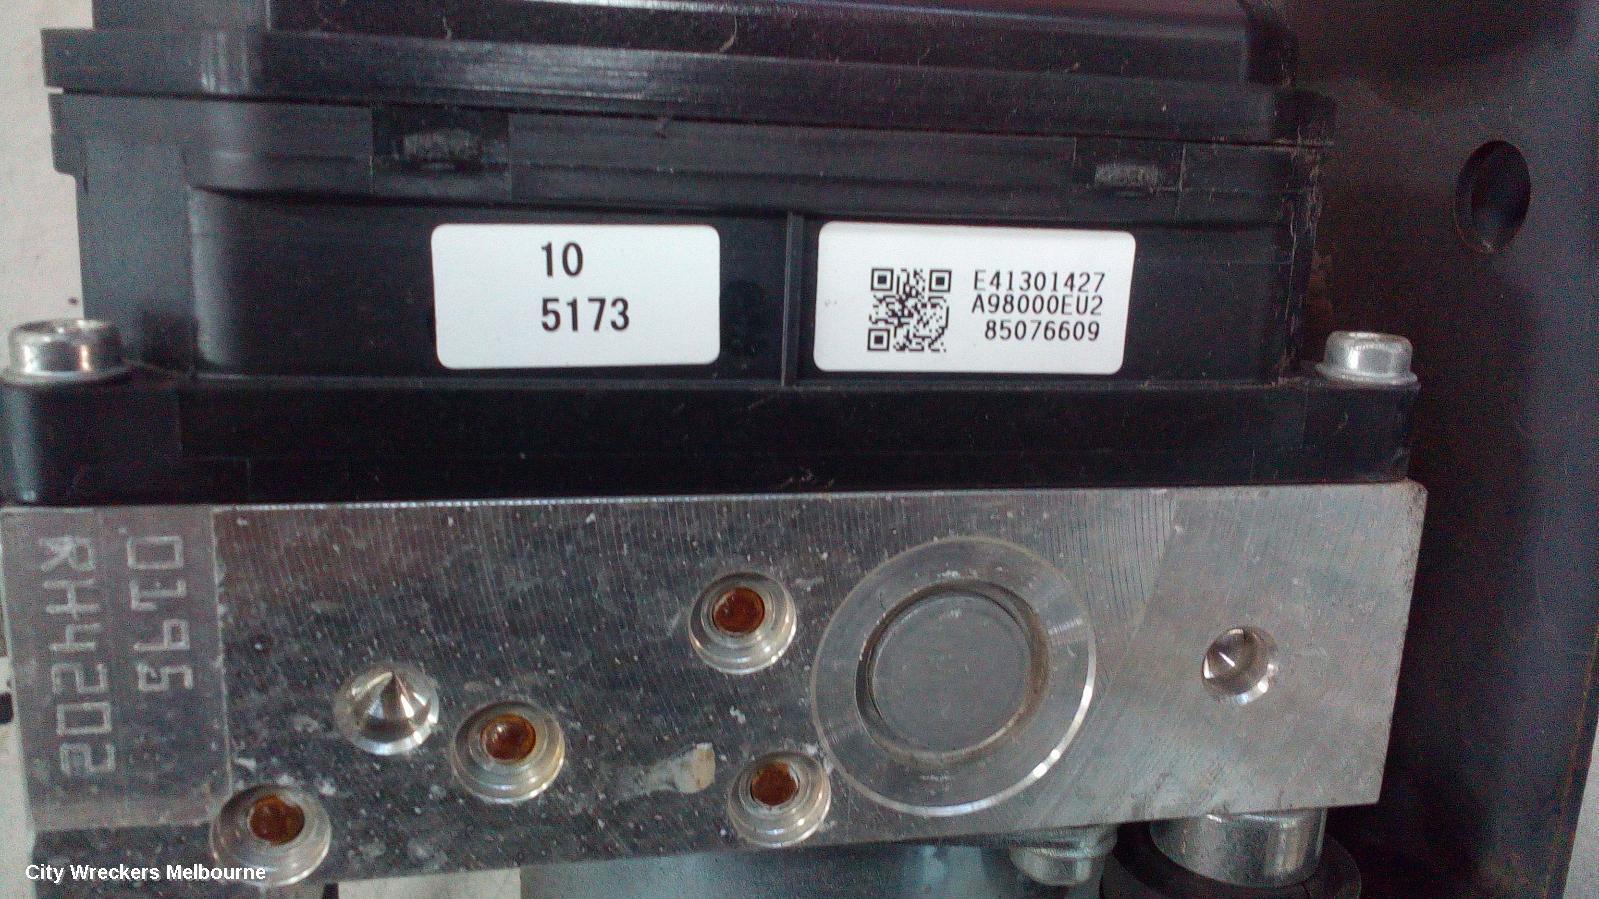 10
5173
E41301427
A98000EU2
85076609
0195
RH4202
City Wreckers Melbourne